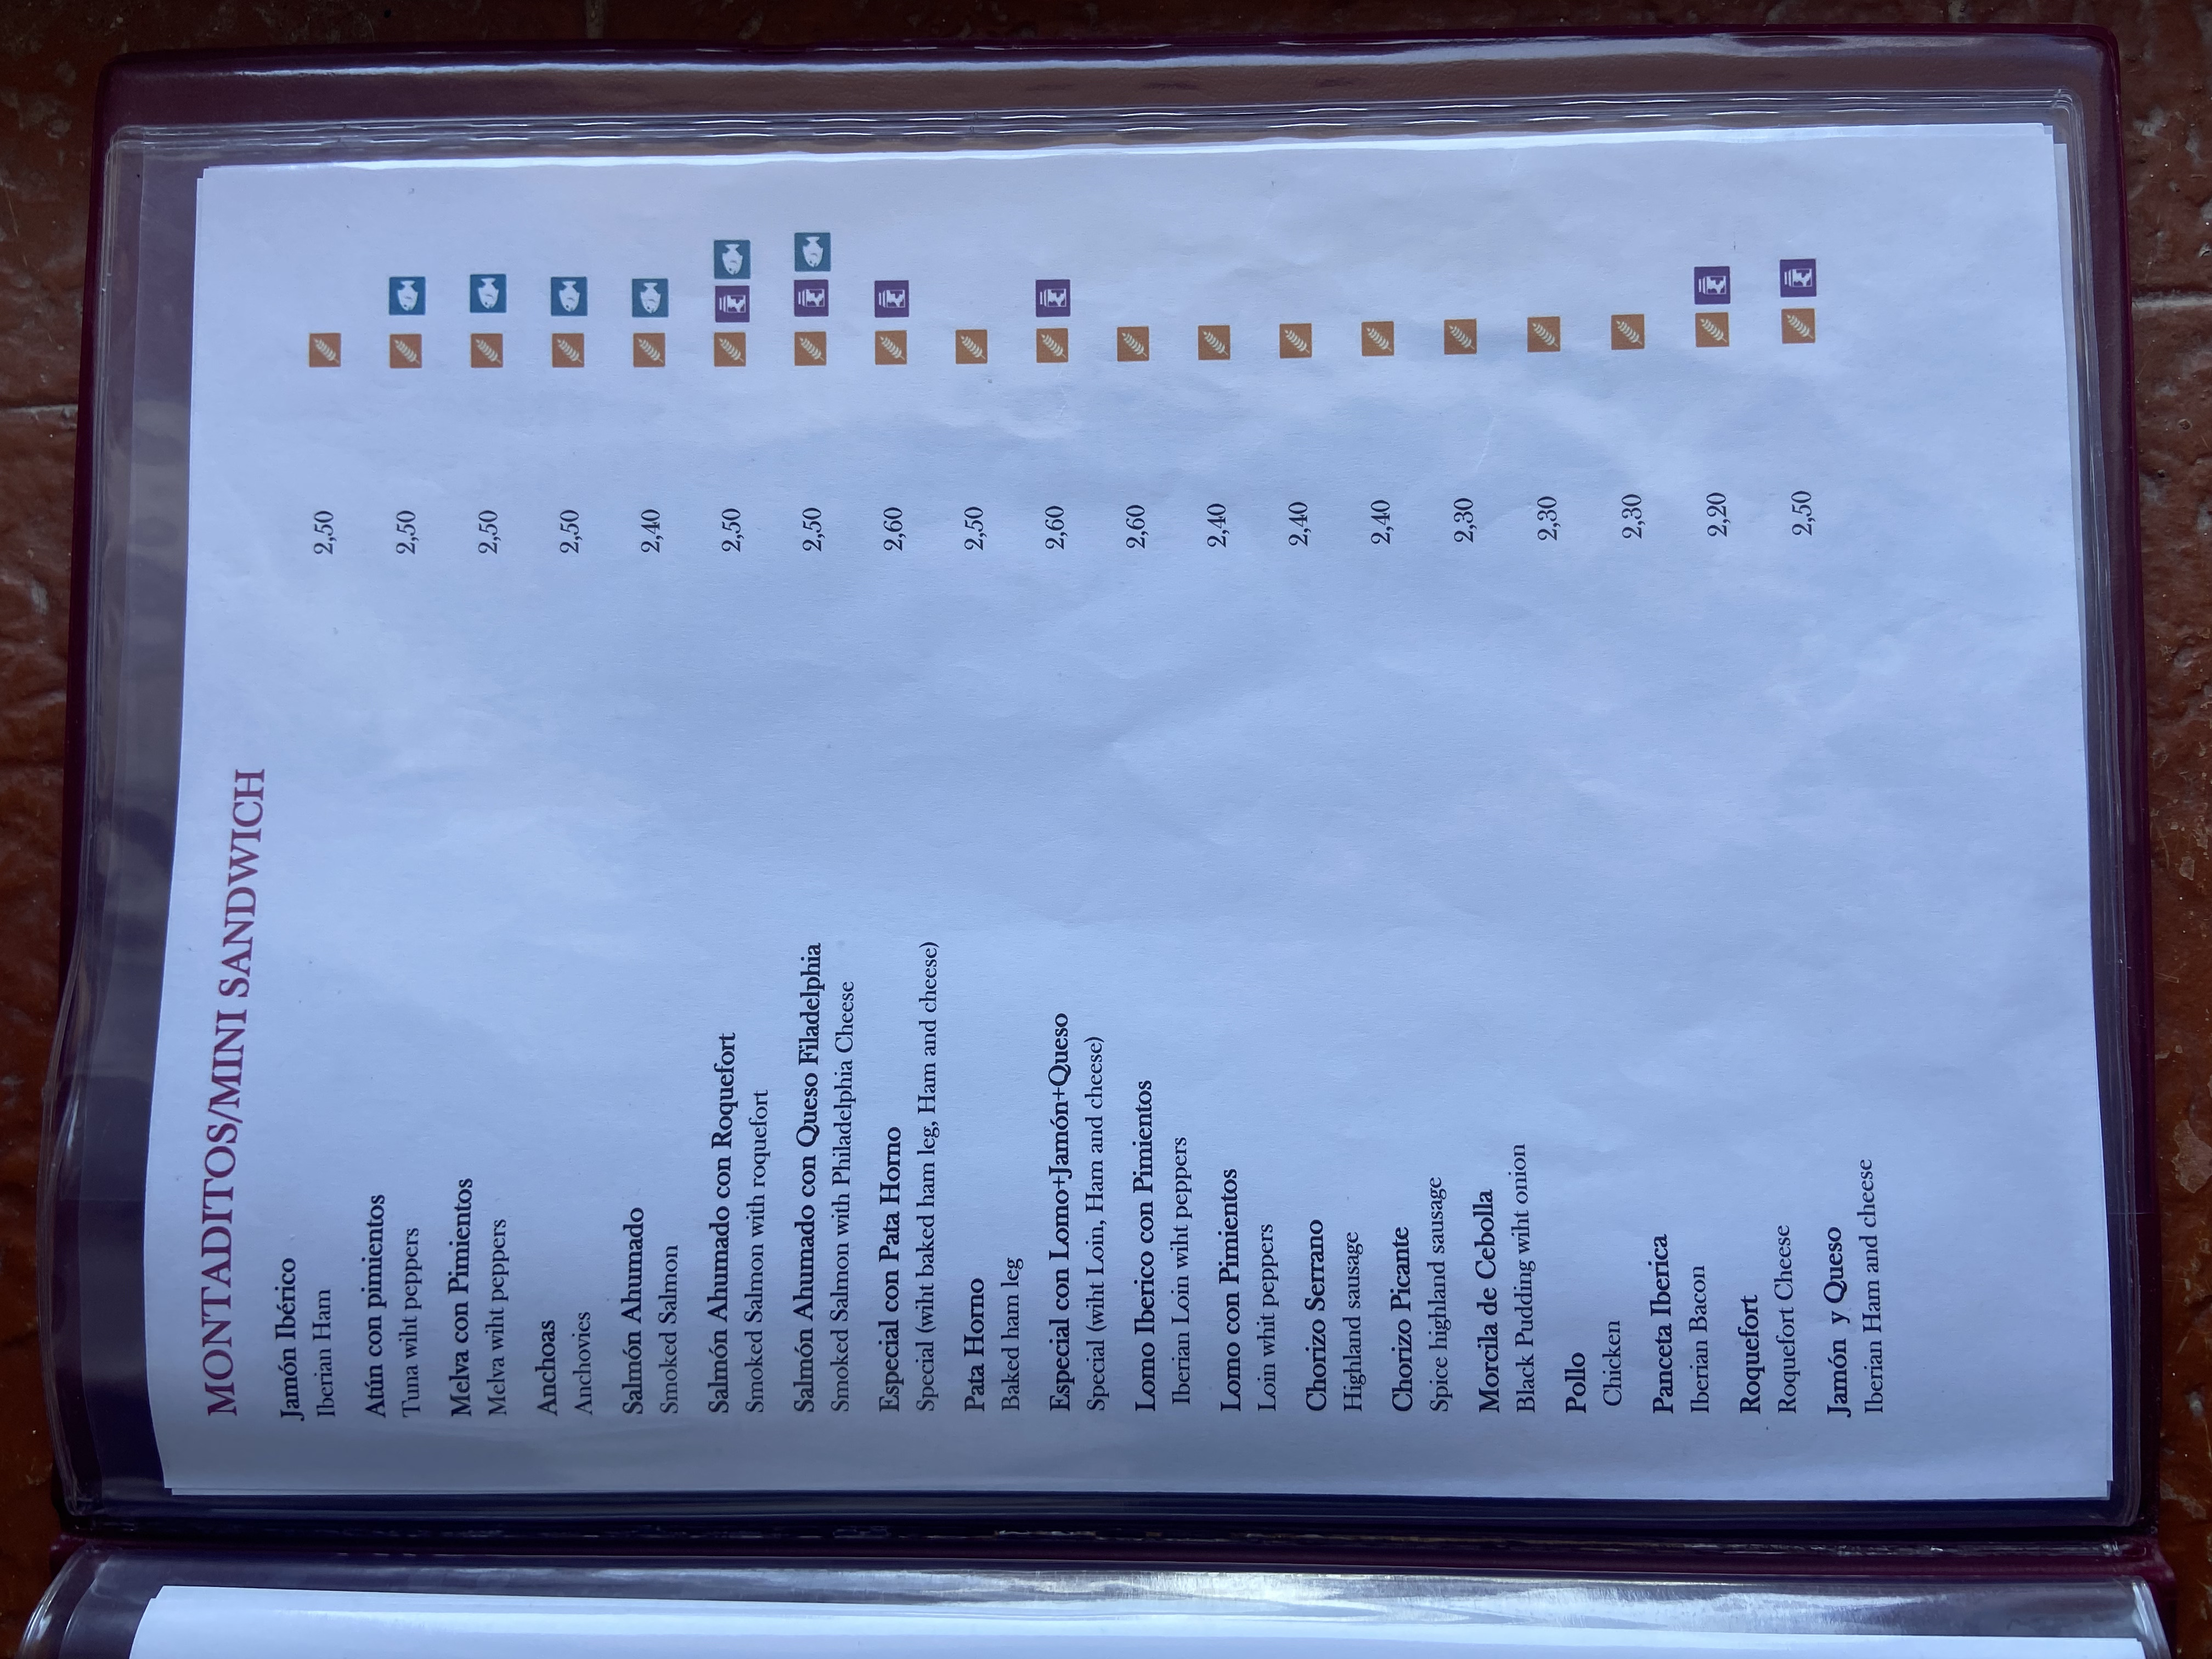 MONTADITOS/MINI SANDWICH
Jamón Ibérico
Iberian Ham 2,50
Atún con pimientos
Tuna wiht peppers 2,50
Melva con Pimientos
Melva wiht peppers 2,50
Anchoas
Anchovies 2,50
Salmón Ahumado
Smoked Salmon 2,40
Salmón Ahumado con Roquefort 2,50
Smoked Salmon with roquefort
Salmón Ahumado con Queso Filadelphia 2,50
Smoked Salmon with Philadelphia Cheese
Especial con Pata Horno 2,60
Special (wiht baked ham leg, Ham and cheese)
Pata Horno 2,50
Baked ham leg
Especial con Lomo+Jamón+Queso 2,60
Special (wiht Loin, Ham and cheese)
Lomo Iberico con Pimientos 2,60
Iberian Loin wiht peppers
Lomo con Pimientos 2,40
Loin whit peppers
Chorizo Serrano 2,40
Highland sausage
Chorizo Picante 2,40
Spice highland sausage
Morcila de Cebolla 2,30
Black Pudding wiht onion
Pollo 2,30
Chicken
Panceta Iberica 2,30
Iberian Bacon
Roquefort 2,20
Roquefort Cheese
Jamón y Queso 2,50
Iberian Ham and cheese